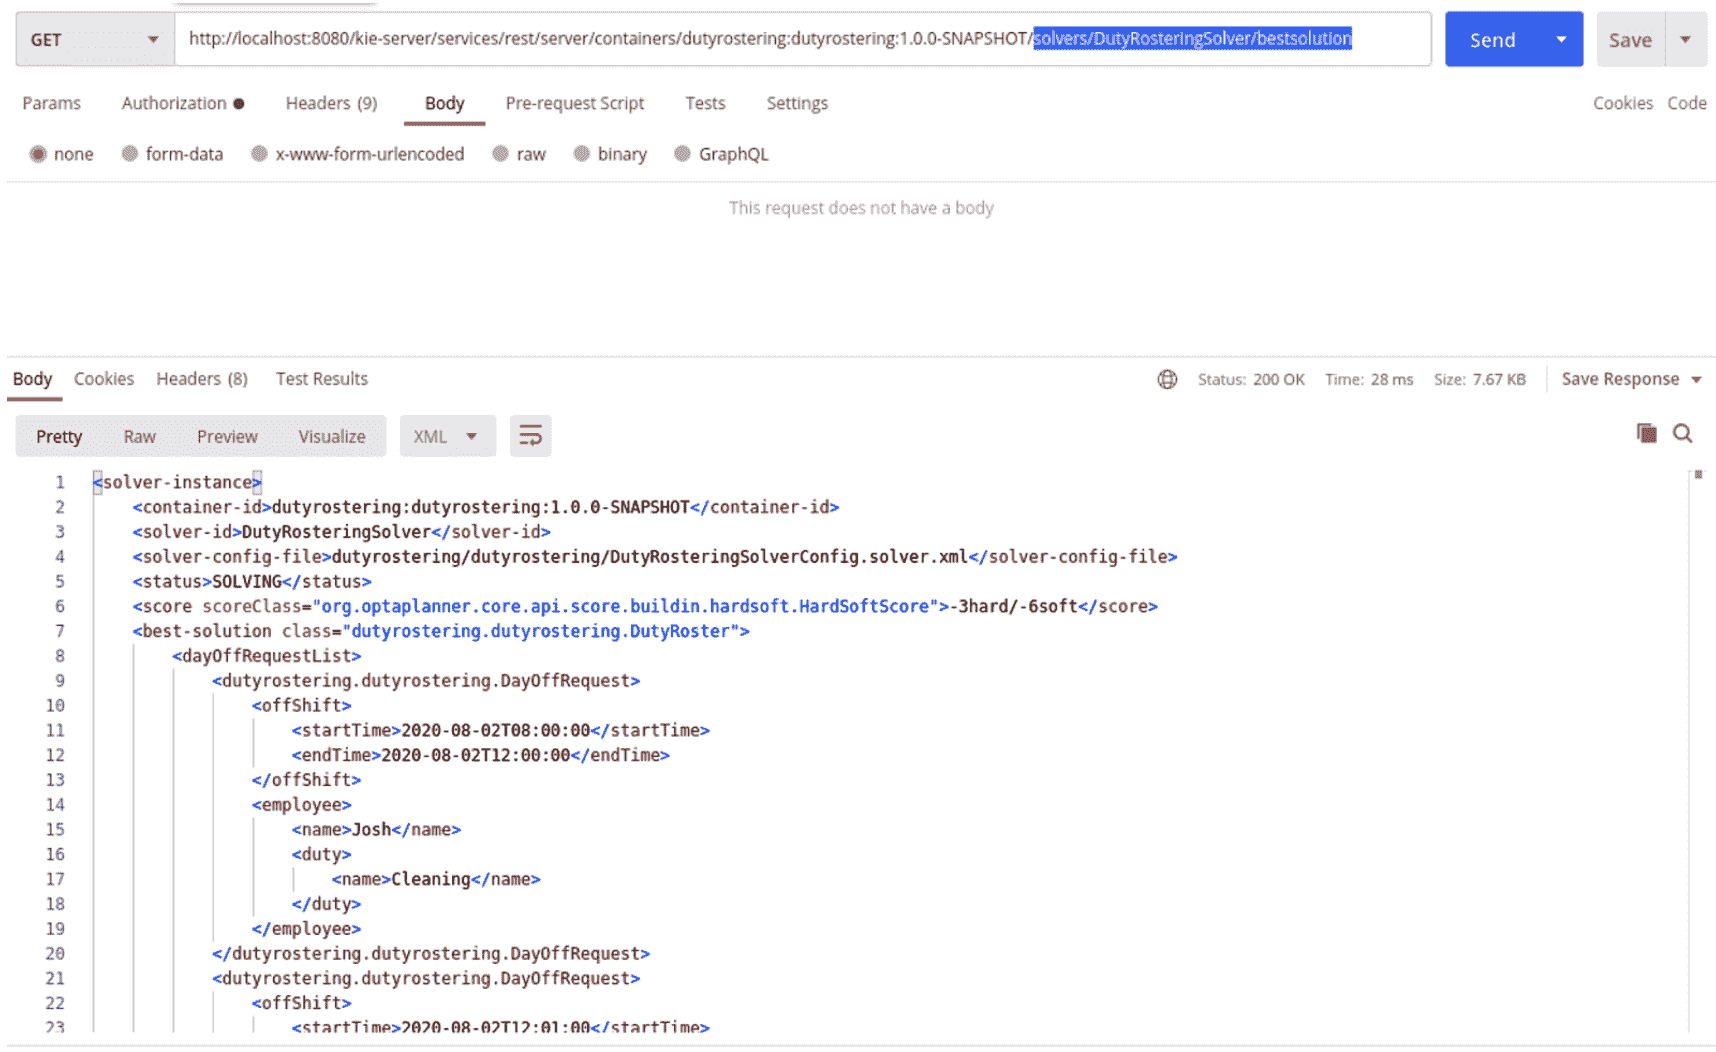 GET http://localhost:8080/kie-server/services/rest/server/containers/dutyrostering:dutyrostering:1.0.0-SNAPSHOT/solvers/DutyRosteringSolver/bestsolution Send Save
Params Authorization Headers (9) Body Pre-request Script Tests Settings Cookies Code
none form-data x-www-form-urlencoded raw binary GraphQL
This request does not have a body
Body Cookies Headers (8) Test Results Status: 200 OK Time: 28 ms Size: 7.67 KB Save Response
Pretty Raw Preview Visualize XML
1 <solver-instance>
2 <container-id>dutyrostering:dutyrostering:1.0.0-SNAPSHOT</container-id>
3 <solver-id>DutyRosteringSolver</solver-id>
4 <solver-config-file>dutyrostering/dutyrostering/DutyRosteringSolverConfig.solver.xml</solver-config-file>
5 <status>SOLVING</status>
6 <score scoreClass="org.optaplanner.core.api.score.buildin.hardsoft.HardSoftScore">-3hard/-6soft</score>
7 <best-solution class="dutyrostering.dutyrostering.DutyRoster">
8 <dayOffRequestList>
9 <dutyrostering.dutyrostering.DayOffRequest>
10 <offShift>
11 <startTime>2020-08-02T08:00:00</startTime>
12 <endTime>2020-08-02T12:00:00</endTime>
13 </offShift>
14 <employee>
15 <name>Josh</name>
16 <duty>
17 <name>Cleaning</name>
18 </duty>
19 </employee>
20 </dutyrostering.dutyrostering.DayOffRequest>
21 <dutyrostering.dutyrostering.DayOffRequest>
22 <offShift>
23 <startTime>2020-08-02T12:01:00</startTime>